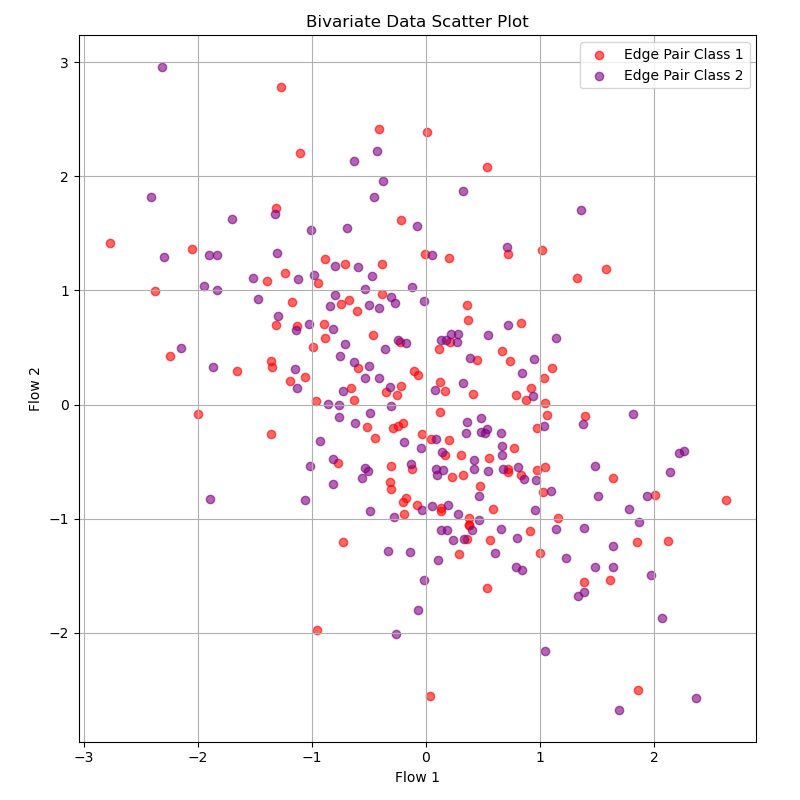 Bivariate Data Scatter Plot
Edge Pair Class 1
Edge Pair Class 2
3
2
1
0
−1
−2
Flow 2
−3
−2
−1
0
1
2
Flow 1